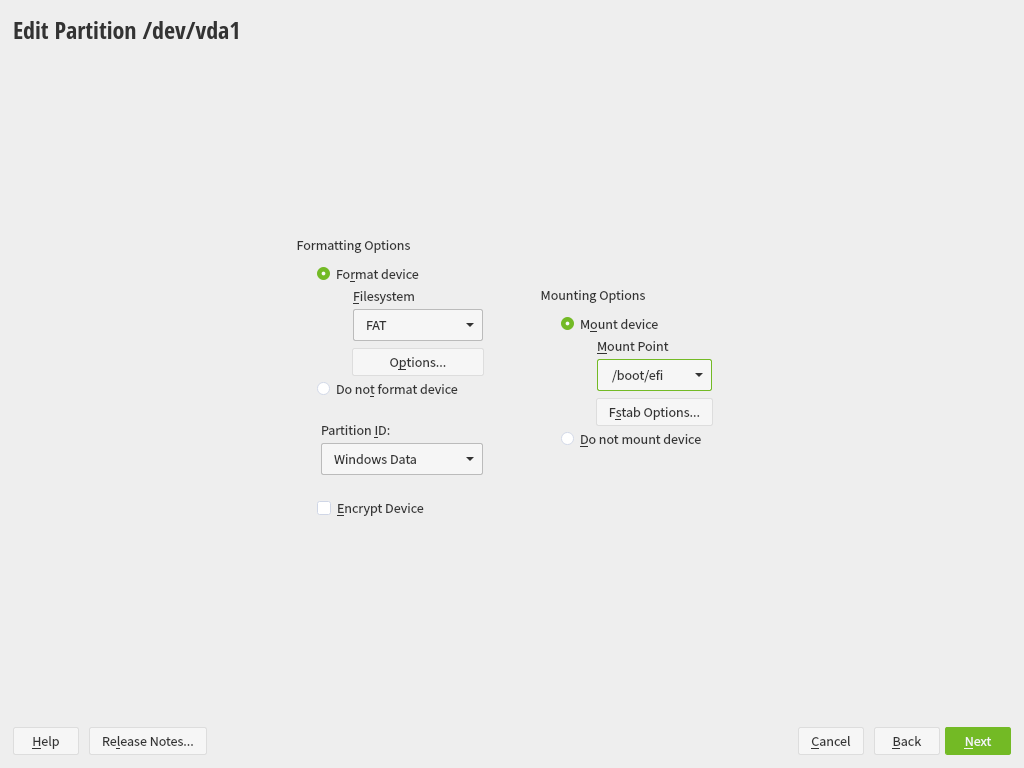 Edit Partition /dev/vda1
Formatting Options
Format device
Filesystem
FAT
Options...
Do not format device
Partition ID:
Windows Data
Encrypt Device
Mounting Options
Mount device
Mount Point
/boot/efi
Fstab Options...
Do not mount device
Help
Release Notes...
Cancel
Back
Next